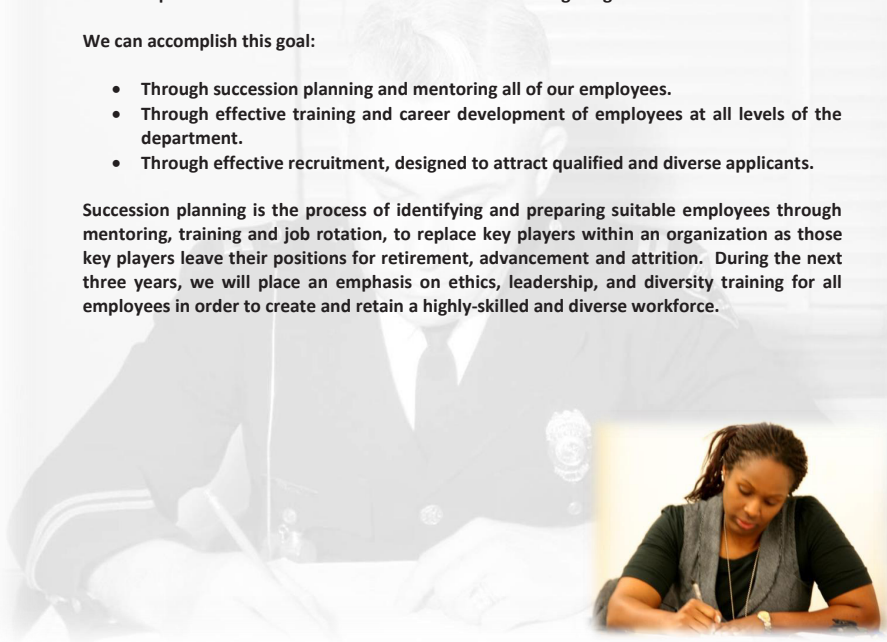 We can accomplish this goal:
• Through succession planning and mentoring all of our employees.
• Through effective training and career development of employees at all levels of the
department.
• Through effective recruitment, designed to attract qualified and diverse applicants.
Succession planning is the process of identifying and preparing suitable employees through
mentoring, training and job rotation, to replace key players within an organization as those
key players leave their positions for retirement, advancement and attrition. During the next
three years, we will place an emphasis on ethics, leadership, and diversity training for all
employees in order to create and retain a highly-skilled and diverse workforce.